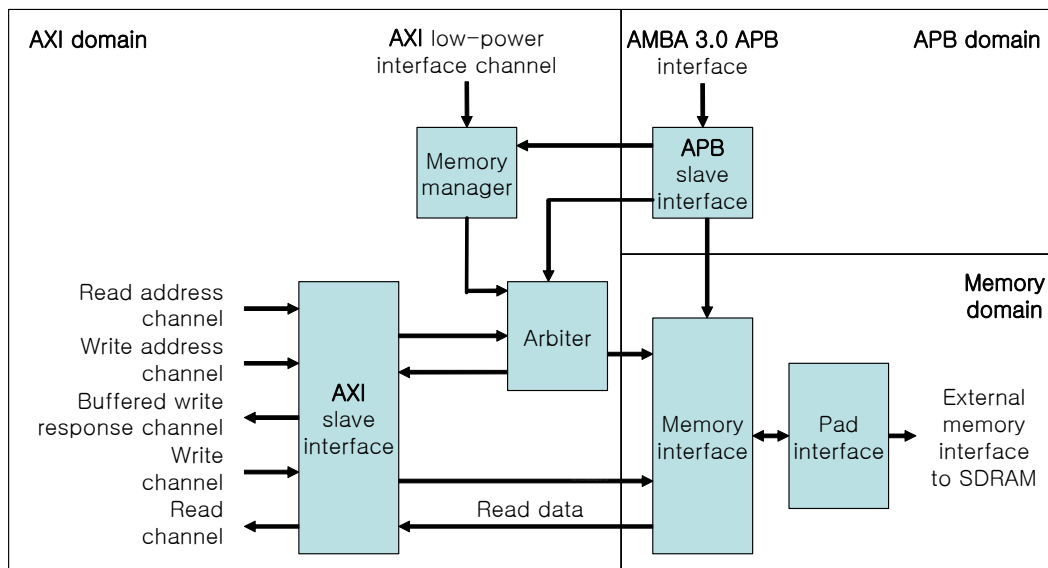 AXI domain
AXI low-power
interface channel
AMBA 3.0 APB
interface
APB domain
Memory
manager
APB
slave
interface
Memory
domain
Read address
channel
Write address
channel
Buffered write
response channel
Write
channel
Read
channel
AXI
slave
interface
Arbiter
Read data
Memory
interface
Pad
interface
External
memory
interface
to SDRAM